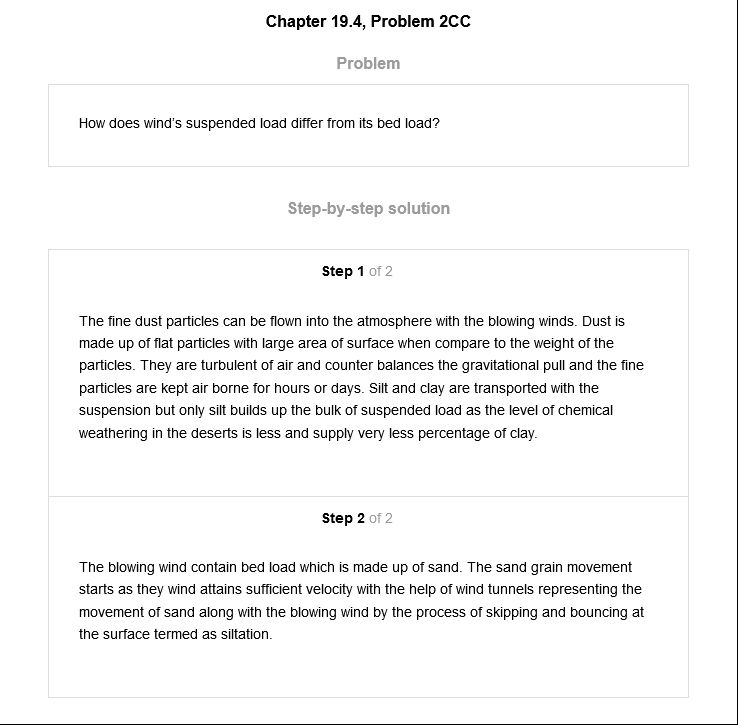 Chapter 19.4, Problem 2CC
Problem
How does wind's suspended load differ from its bed load?
Step-by-step solution
Step 1 of 2
The fine dust particles can be flown into the atmosphere with the blowing winds. Dust is
made up of flat particles with large area of surface when compare to the weight of the
particles. They are turbulent of air and counter balances the gravitational pull and the fine
particles are kept air borne for hours or days. Silt and clay are transported with the
suspension but only silt builds up the bulk of suspended load as the level of chemical
weathering in the deserts is less and supply very less percentage of clay.
Step 2 of 2
The blowing wind contain bed load which is made up of sand. The sand grain movement
starts as they wind attains sufficient velocity with the help of wind tunnels representing the
movement of sand along with the blowing wind by the process of skipping and bouncing at
the surface termed as siltation.